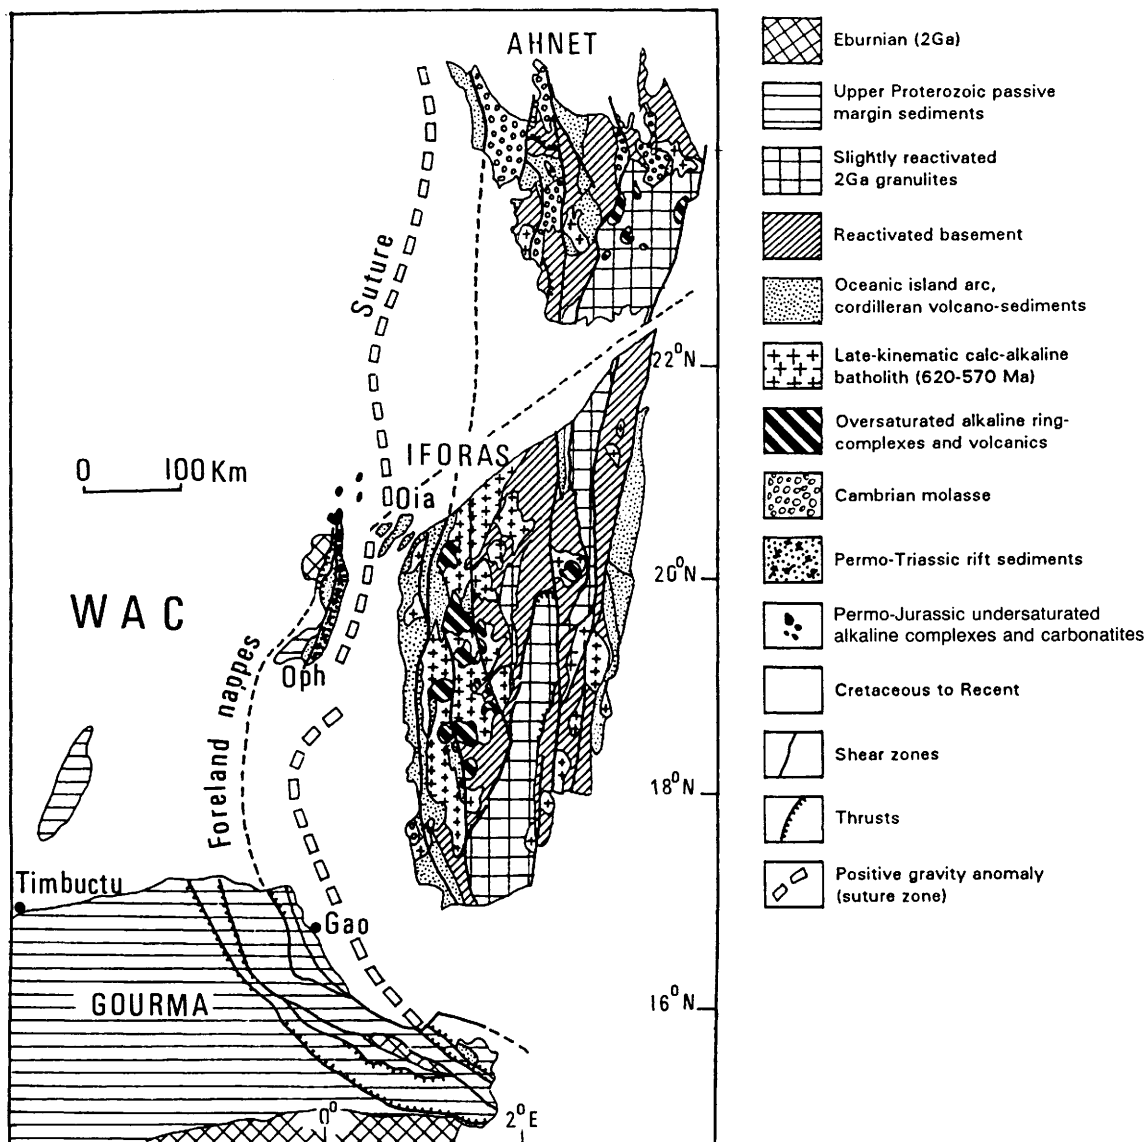 AHNET
Suture
22°N
IFORAS
0 100 Km
Oia
20°N
WAC
Oph
Foreland nappes
18°N
Timbuctu
Gao
GOURMA
16°N
0°
2°E
Eburnian (2Ga)
Upper Proterozoic passive
margin sediments
Slightly reactivated
2Ga granulites
Reactivated basement
Oceanic island arc,
cordilleran volcano-sediments
Late-kinematic calc-alkaline
batholith (620-570 Ma)
Oversaturated alkaline ring-
complexes and volcanics
Cambrian molasse
Permo-Triassic rift sediments
Permo-Jurassic undersaturated
alkaline complexes and carbonatites
Cretaceous to Recent
Shear zones
Thrusts
Positive gravity anomaly
(suture zone)